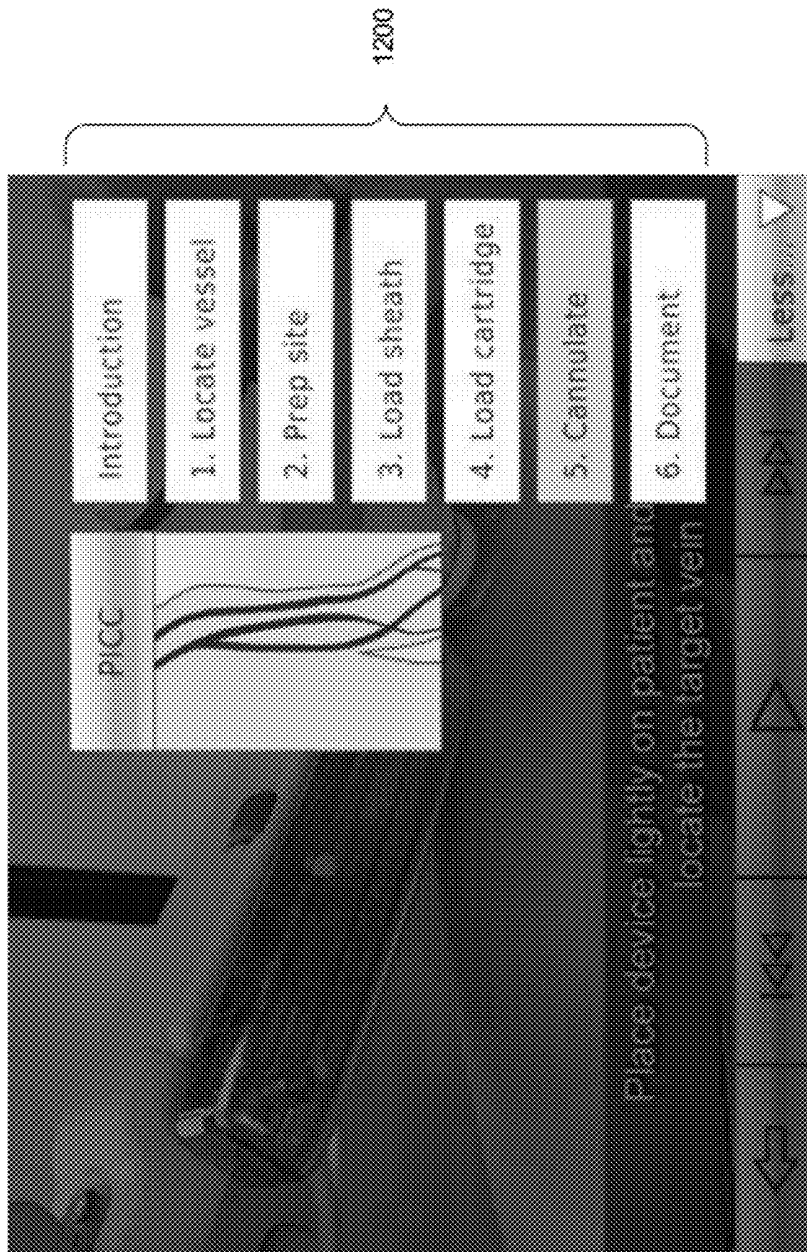 PICC
Introduction
1. Locate vessel
2. Prep site
3. Load sheath
4. Load cartridge
5. Cannulate
6. Document
Place device lightly on patient and
locate the target vein
Less
1200